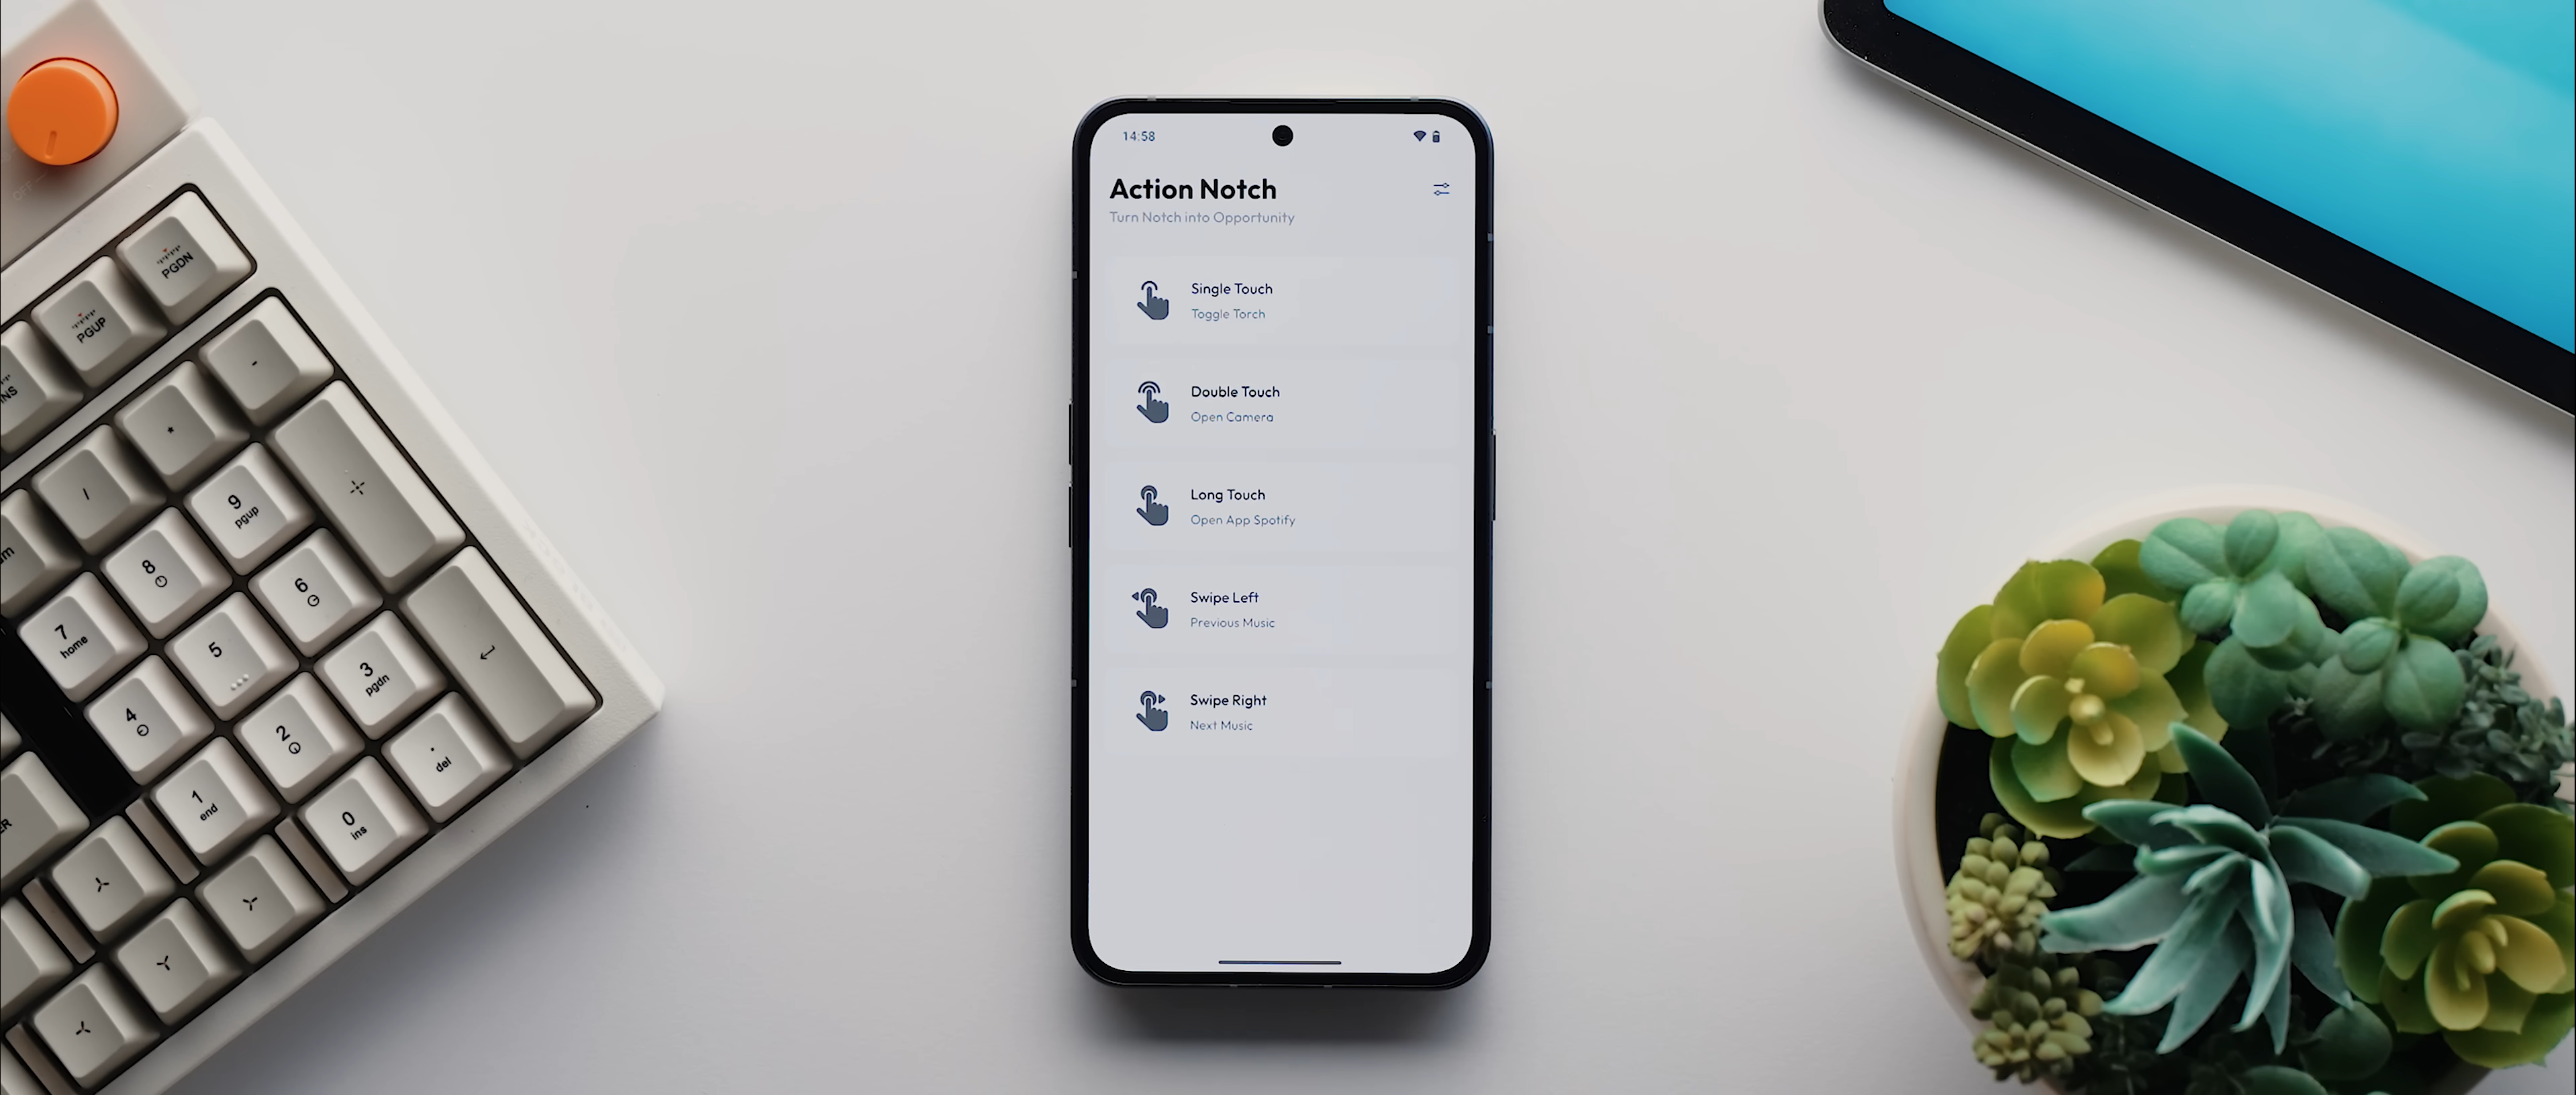 14:58
Action Notch
Turn Notch into Opportunity
Single Touch
Toggle Torch
Double Touch
Open Camera
Long Touch
Open App Spotify
Swipe Left
Previous Music
Swipe Right
Next Music
OFF
PGDN
PGUP
INS
-
*
/
9
pgup
8
7
home
6
5
4
3
pgdn
2
1
end
.
del
0
ins